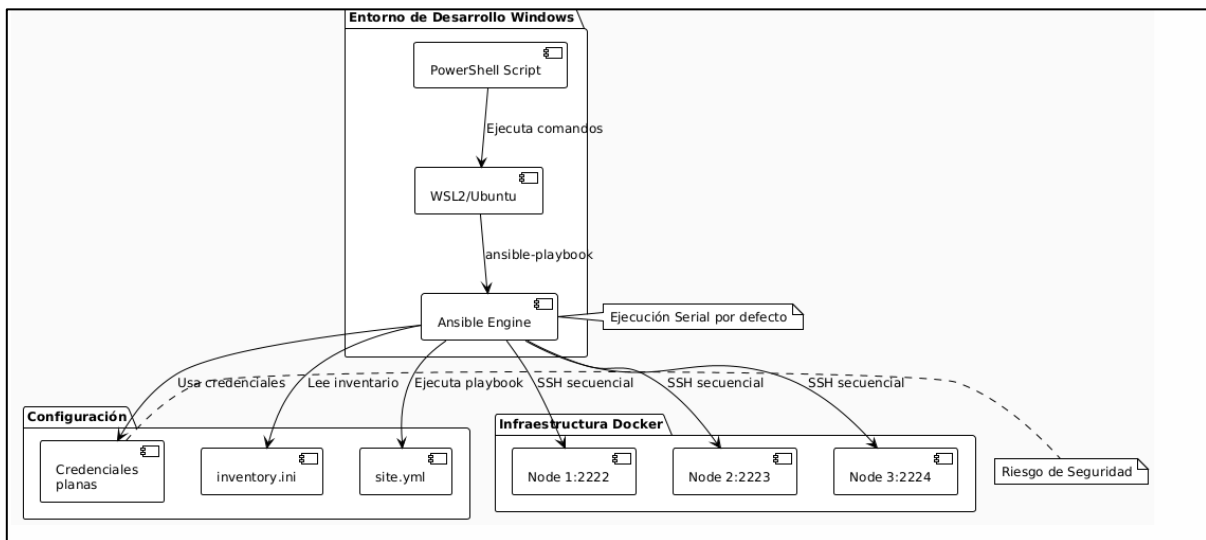 Entorno de Desarrollo Windows
PowerShell Script
Ejecuta comandos
WSL2/Ubuntu
ansible-playbook
Ansible Engine
Ejecución Serial por defecto
Usa credenciales
Lee inventario
Ejecuta playbook
SSH secuencial
SSH secuencial
SSH secuencial
Configuración
Credenciales
planas
inventory.ini
site.yml
Infraestructura Docker
Node 1:2222
Node 2:2223
Node 3:2224
Riesgo de Seguridad